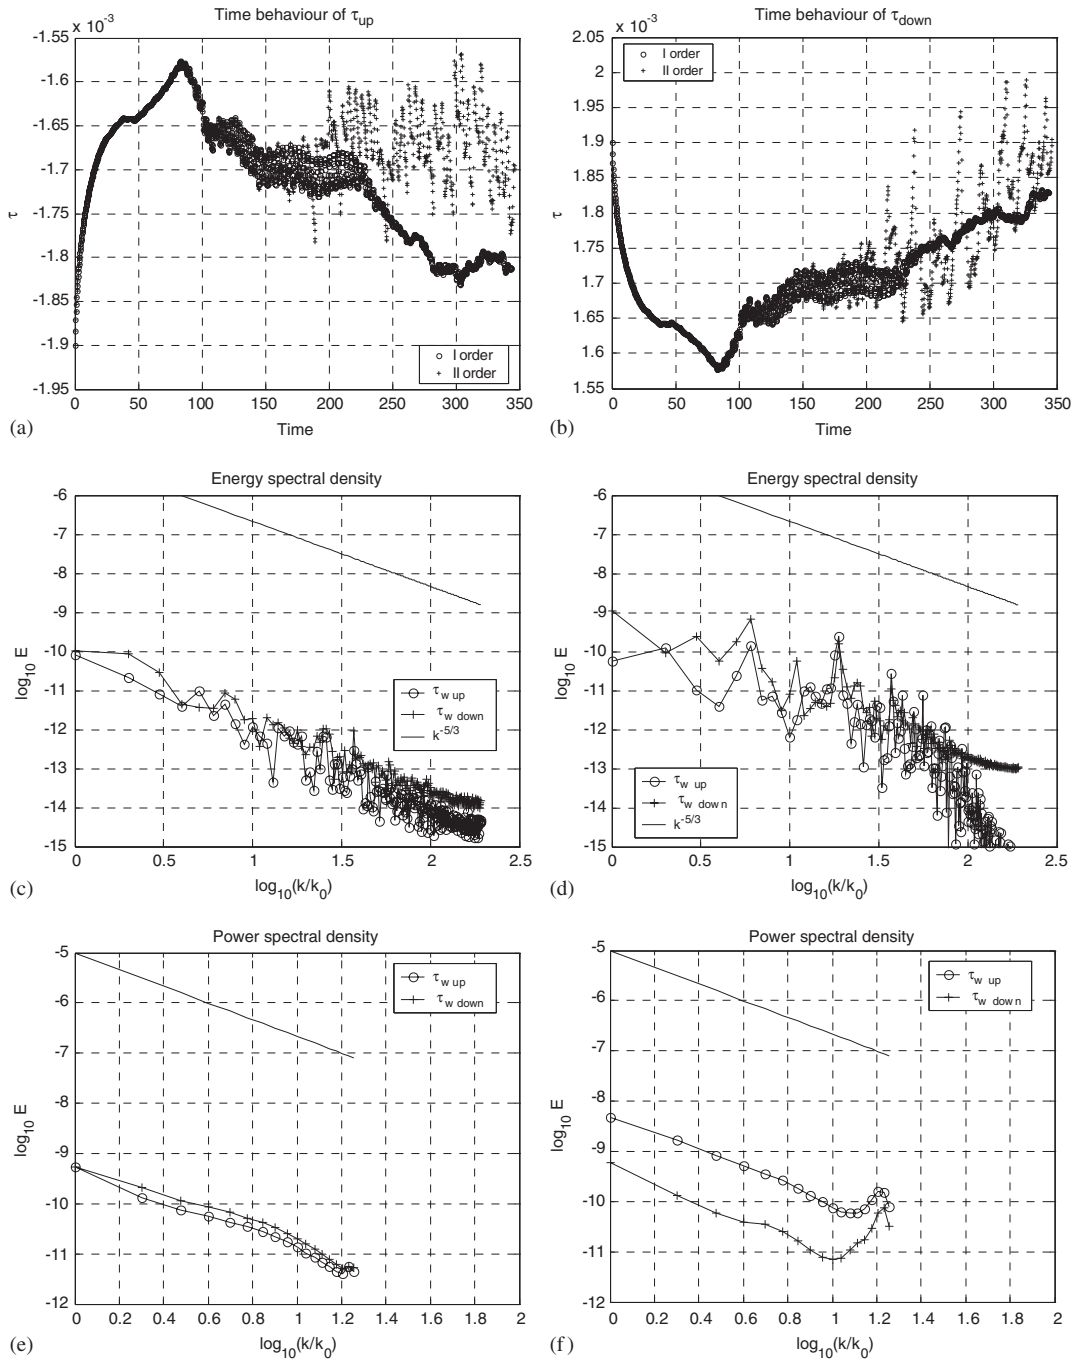 Time behaviour of τup
x 10-3
-1.55
-1.6
-1.65
-1.7
-1.75
-1.8
-1.85
-1.9
-1.95
τ
I order
II order
0 50 100 150 200 250 300 350
Time
(a)
Time behaviour of τdown
x 10-3
2.05
2
1.95
1.9
1.85
1.8
1.75
1.7
1.65
1.6
1.55
τ
I order
II order
0 50 100 150 200 250 300 350
Time
(b)
Energy spectral density
-6
-7
-8
-9
-10
-11
-12
-13
-14
-15
log10 E
τw up
τw down
k-5/3
0 0.5 1.0 1.5 2.0 2.5
log10(k/k0)
(c)
Energy spectral density
-6
-7
-8
-9
-10
-11
-12
-13
-14
-15
log10 E
τw up
τw down
k-5/3
0 0.5 1.0 1.5 2.0 2.5
log10(k/k0)
(d)
Power spectral density
-5
-6
-7
-8
-9
-10
-11
-12
log10 E
τw up
τw down
0 0.2 0.4 0.6 0.8 1.0 1.2 1.4 1.6 1.8 2
log10(k/k0)
(e)
Power spectral density
-5
-6
-7
-8
-9
-10
-11
-12
log10 E
τw up
τw down
0 0.2 0.4 0.6 0.8 1.0 1.2 1.4 1.6 1.8 2
log10(k/k0)
(f)